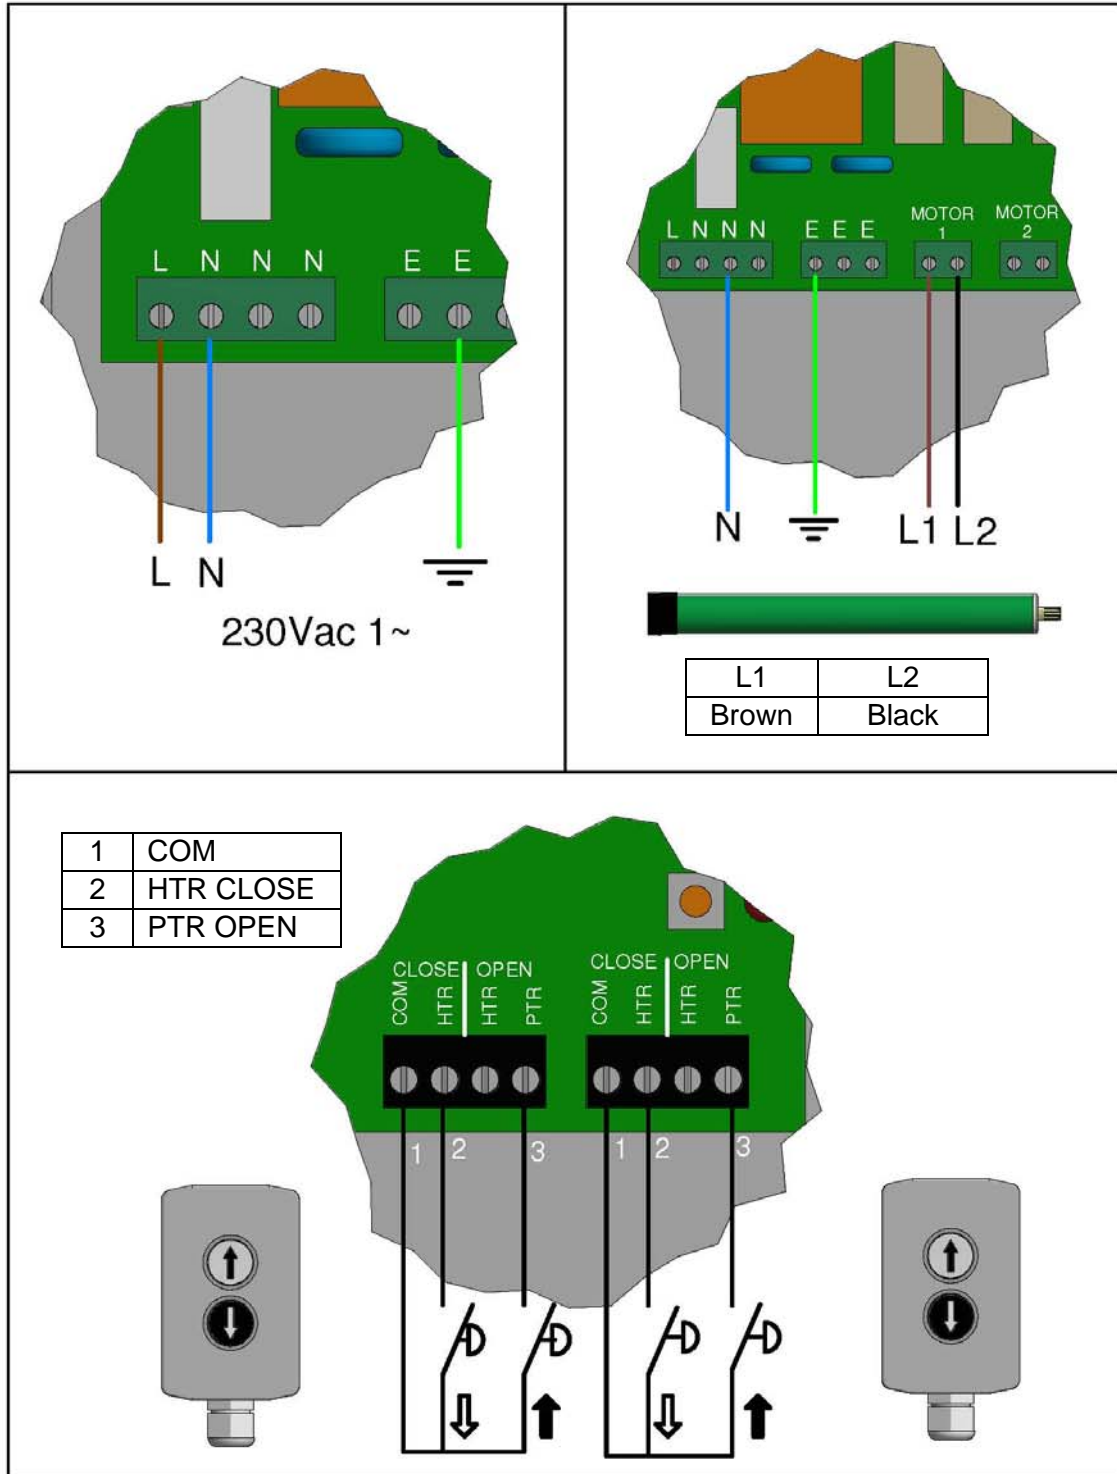 L N N N E E
L N
230Vac 1~
L N N N E E E MOTOR 1 MOTOR 2
N L1 L2
L1 L2
Brown Black
1 COM
2 HTR CLOSE
3 PTR OPEN
CLOSE OPEN
COM HTR HTR PTR
1 2 3
CLOSE OPEN
COM HTR HTR PTR
1 2 3